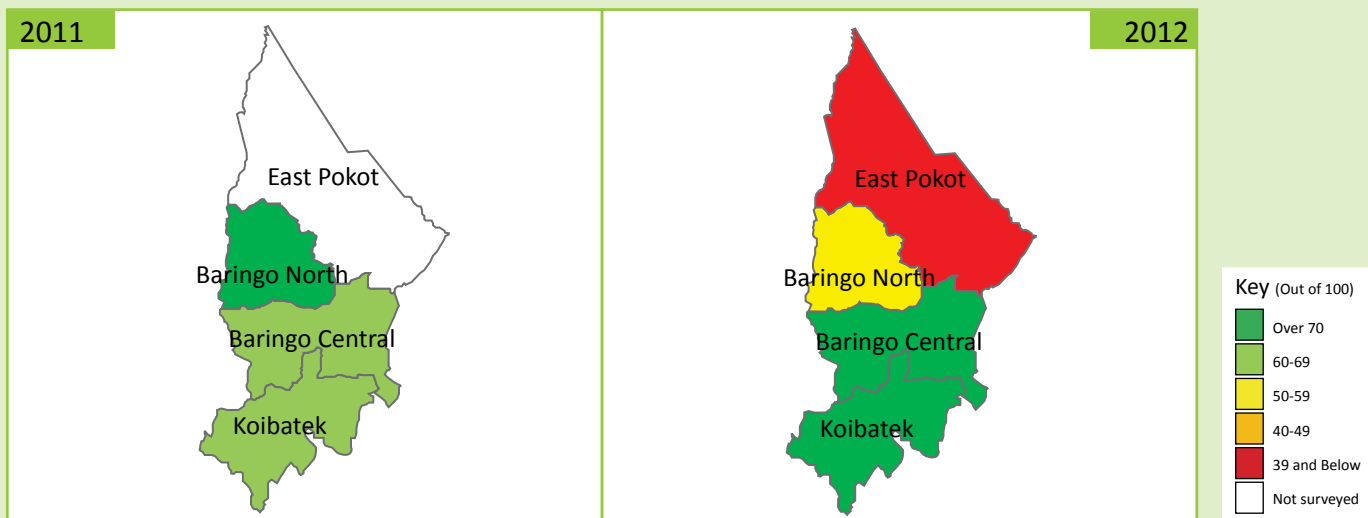 2011
East Pokot
Baringo North
Baringo Central
Koibatek
2012
East Pokot
Baringo North
Baringo Central
Koibatek
Key (Out of 100)
Over 70
60-69
50-59
40-49
39 and Below
Not surveyed